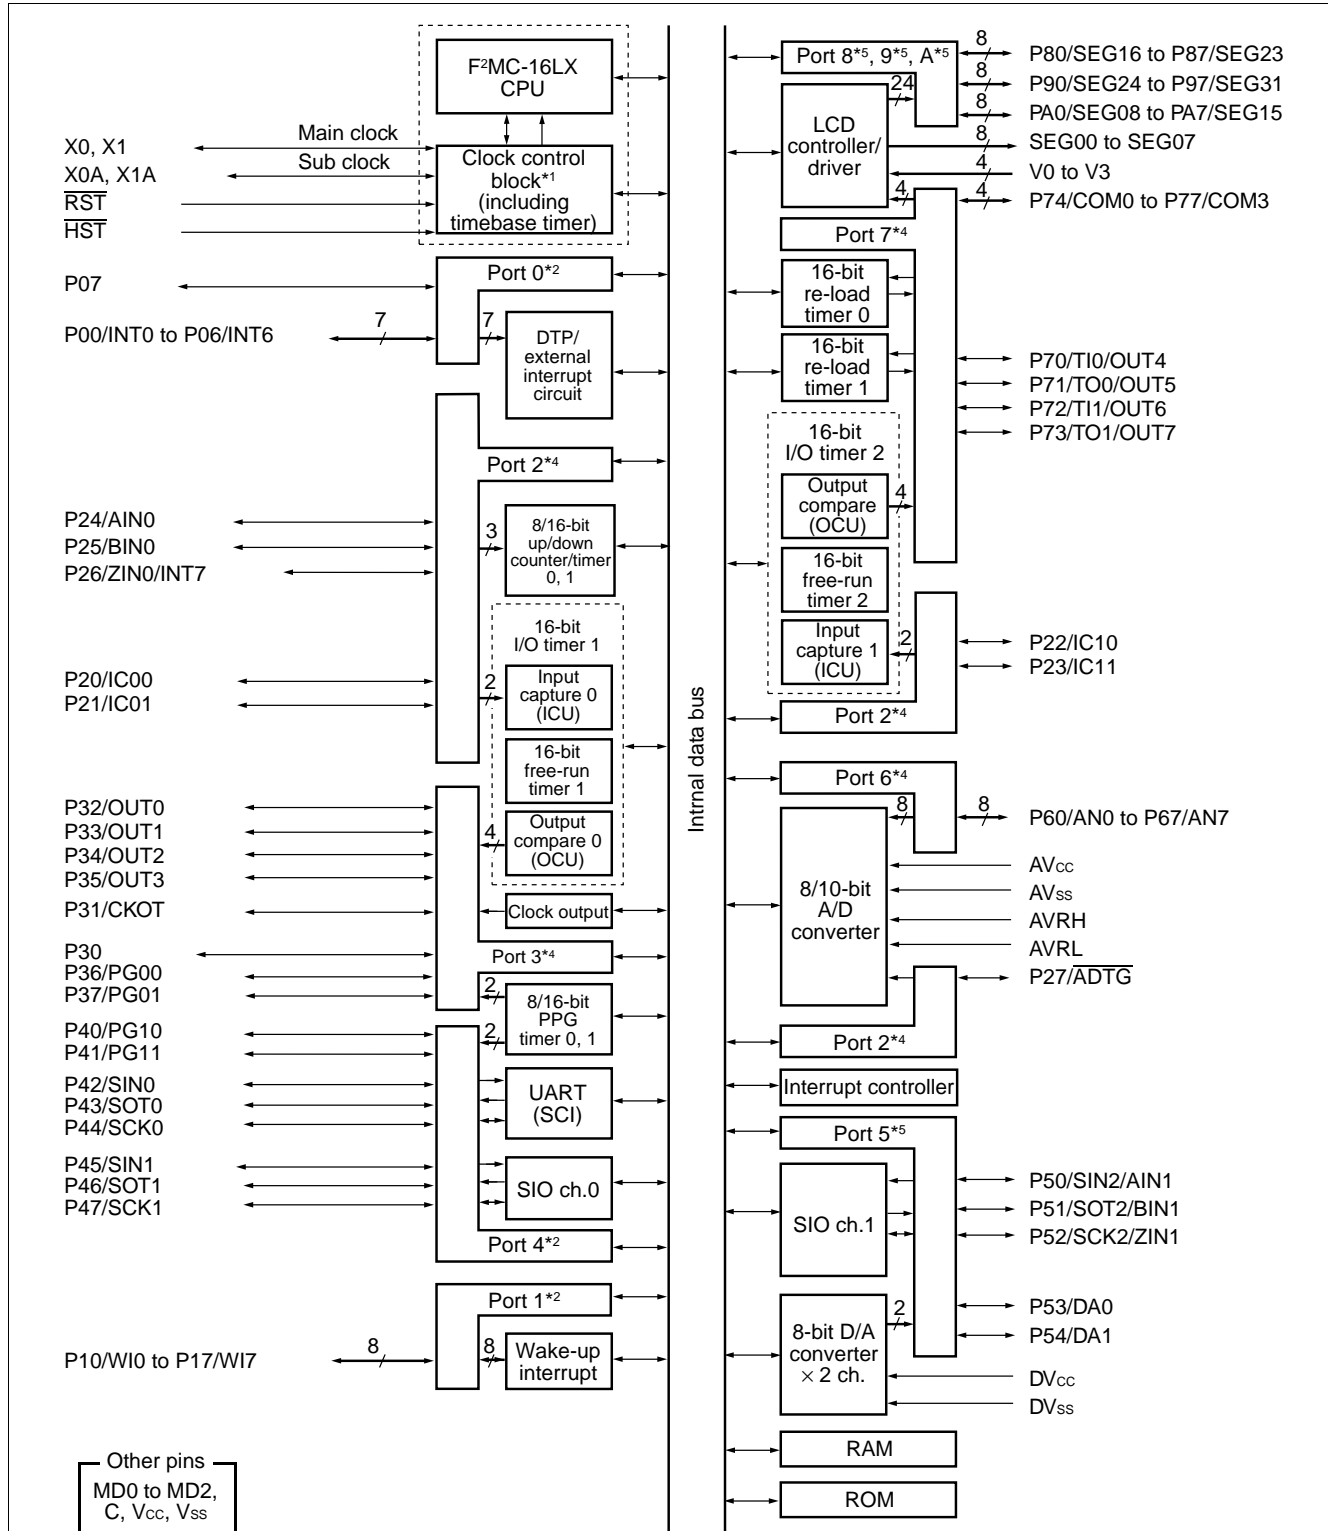 F²MC-16LX
CPU
Main clock
X0, X1
Sub clock
X0A, X1A
RST
HST
Clock control
block*1
(including
timebase timer)
P07
Port 0*2
P00/INT0 to P06/INT6
7
7
DTP/
external
interrupt
circuit
Port 2*4
P24/AIN0
P25/BIN0
P26/ZIN0/INT7
3
8/16-bit
up/down
counter/timer
0, 1
16-bit
I/O timer 1
P20/IC00
P21/IC01
2
Input
capture 0
(ICU)
16-bit
free-run
timer 1
P32/OUT0
P33/OUT1
P34/OUT2
P35/OUT3
4
Output
compare 0
(OCU)
P31/CKOT
Clock output
P30
Port 3*4
P36/PG00
P37/PG01
2
8/16-bit
PPG
timer 0, 1
P40/PG10
P41/PG11
2
P42/SIN0
P43/SOT0
P44/SCK0
UART
(SCI)
P45/SIN1
P46/SOT1
P47/SCK1
SIO ch.0
Port 4*2
Port 1*2
P10/WI0 to P17/WI7
8
8
Wake-up
interrupt
Other pins
MD0 to MD2,
C, Vcc, Vss
Intrnal data bus
Port 8*5, 9*5, A*5
8
P80/SEG16 to P87/SEG23
8
P90/SEG24 to P97/SEG31
24
8
PA0/SEG08 to PA7/SEG15
LCD
controller/
driver
8
SEG00 to SEG07
4
V0 to V3
4
4
P74/COM0 to P77/COM3
Port 7*4
16-bit
re-load
timer 0
16-bit
re-load
timer 1
P70/TI0/OUT4
P71/TO0/OUT5
P72/TI1/OUT6
P73/TO1/OUT7
16-bit
I/O timer 2
Output
compare
(OCU)
4
16-bit
free-run
timer 2
Input
capture 1
(ICU)
2
P22/IC10
P23/IC11
Port 2*4
Port 6*4
8
8
P60/AN0 to P67/AN7
8/10-bit
A/D
converter
AVcc
AVss
AVRH
AVRL
P27/ADTG
Port 2*4
Interrupt controller
Port 5*5
SIO ch.1
P50/SIN2/AIN1
P51/SOT2/BIN1
P52/SCK2/ZIN1
2
8-bit D/A
converter
× 2 ch.
P53/DA0
P54/DA1
DVcc
DVss
RAM
ROM